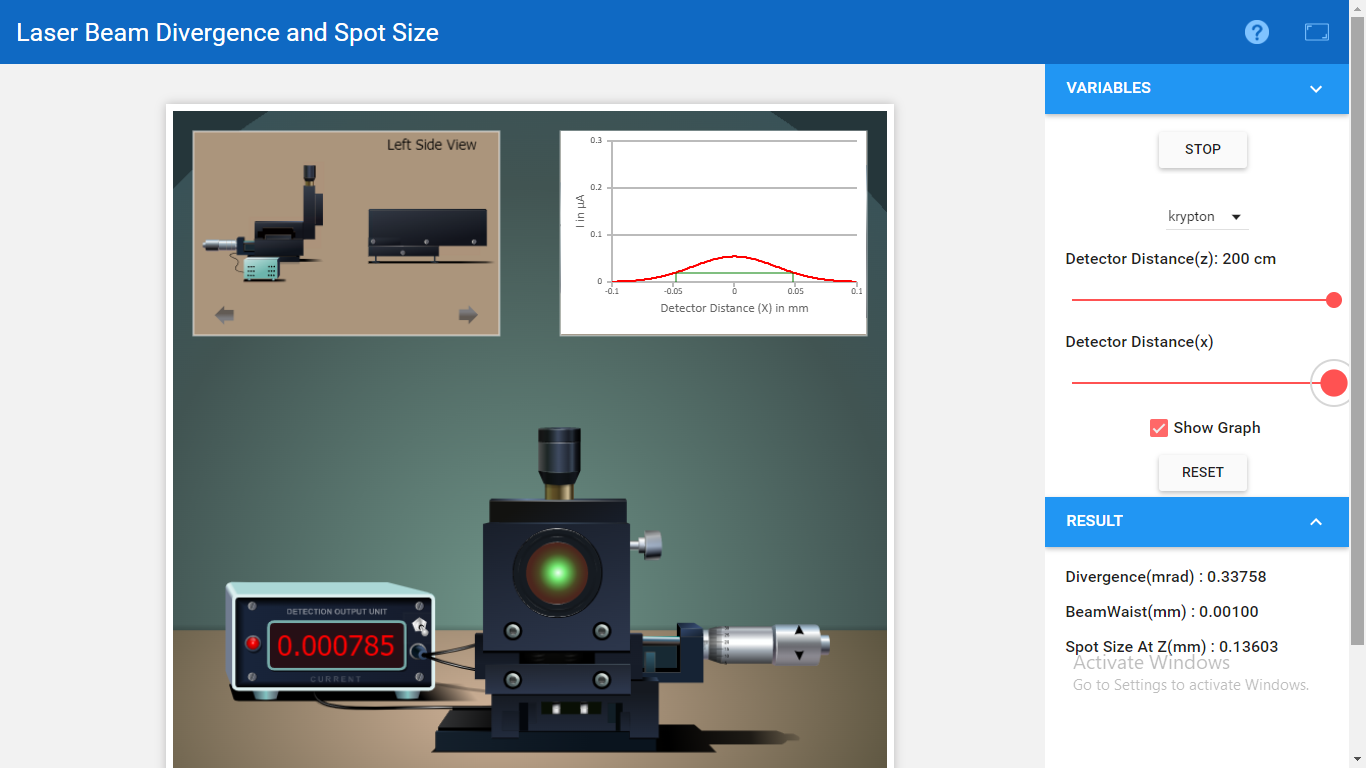 Laser Beam Divergence and Spot Size
?
Left Side View
0.3
0.2
0.1
0
I in μA
-0.1 -0.05 0 0.05 0.1
Detector Distance (X) in mm
DETECTION OUTPUT UNIT
0.000785
CURRENT
VARIABLES
STOP
krypton
Detector Distance(z): 200 cm
Detector Distance(x)
Show Graph
RESET
RESULT
Divergence(mrad) : 0.33758
BeamWaist(mm) : 0.00100
Spot Size At Z(mm) : 0.13603
Activate Windows
Go to Settings to activate Windows.